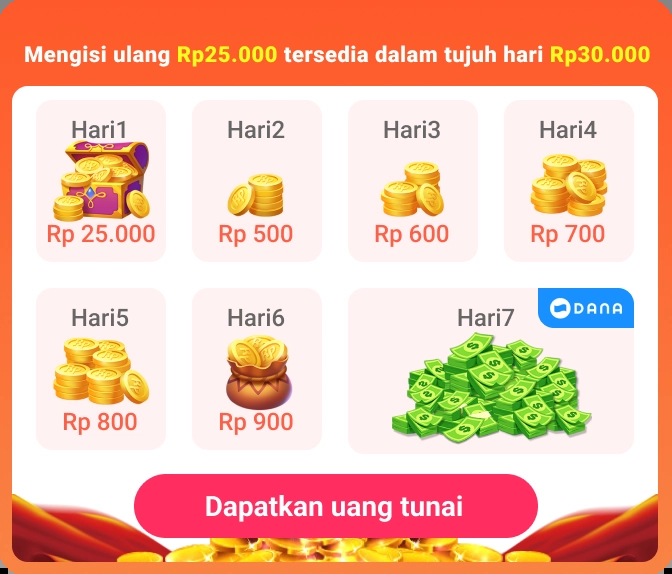 Mengisi ulang Rp25.000 tersedia dalam tujuh hari Rp30.000
Hari1
Rp 25.000
Hari2
Rp 500
Hari3
Rp 600
Hari4
Rp 700
Hari5
Rp 800
Hari6
Rp 900
Hari7
DANA
Dapatkan uang tunai